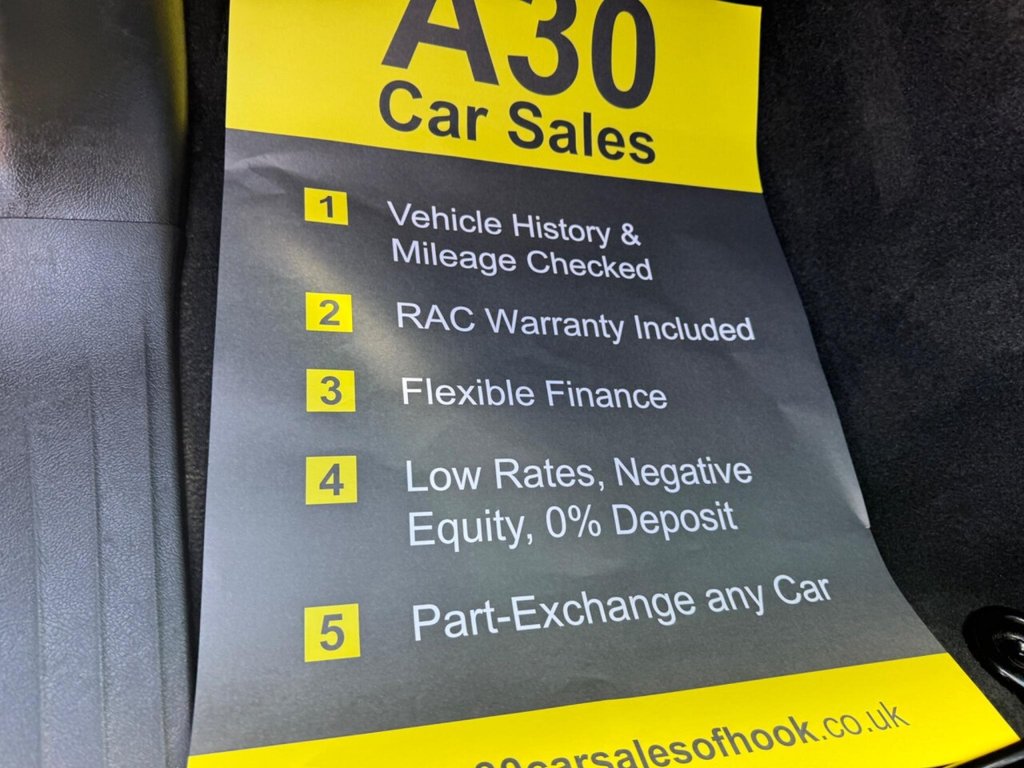 A30
Car Sales
1 Vehicle History &
Mileage Checked
2 RAC Warranty Included
3 Flexible Finance
4 Low Rates, Negative
Equity, 0% Deposit
5 Part-Exchange any Car
30carsalesofhook.co.uk